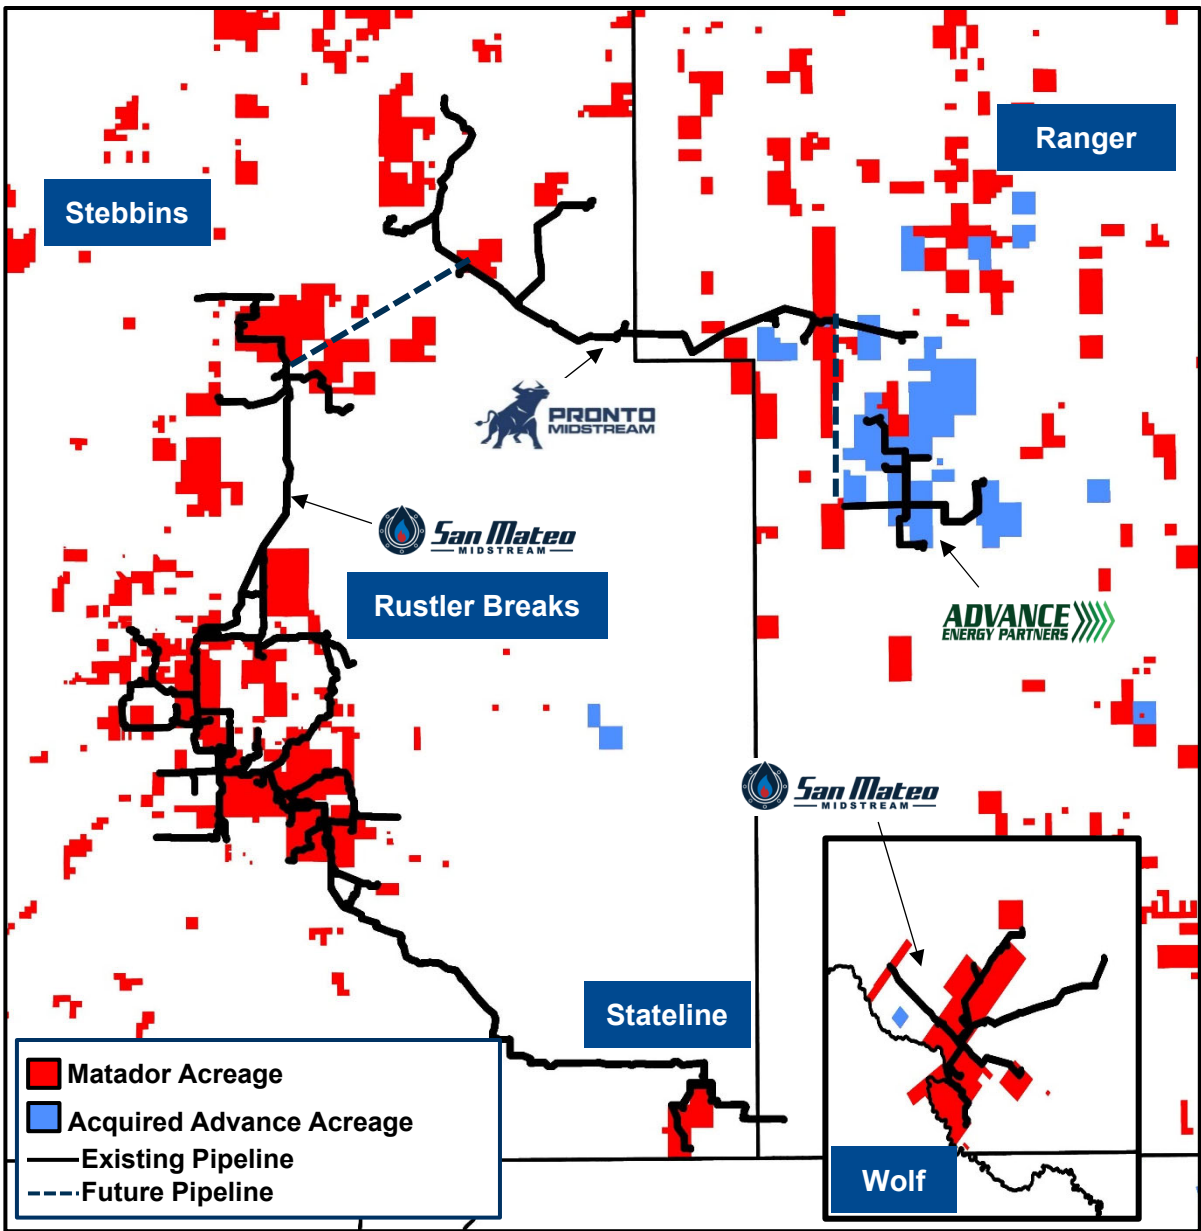 Ranger
Stebbins
PRONTO
MIDSTREAM
San Mateo
MIDSTREAM
Rustler Breaks
ADVANCE
ENERGY PARTNERS
San Mateo
MIDSTREAM
Stateline
Matador Acreage
Acquired Advance Acreage
Existing Pipeline
Future Pipeline
Wolf